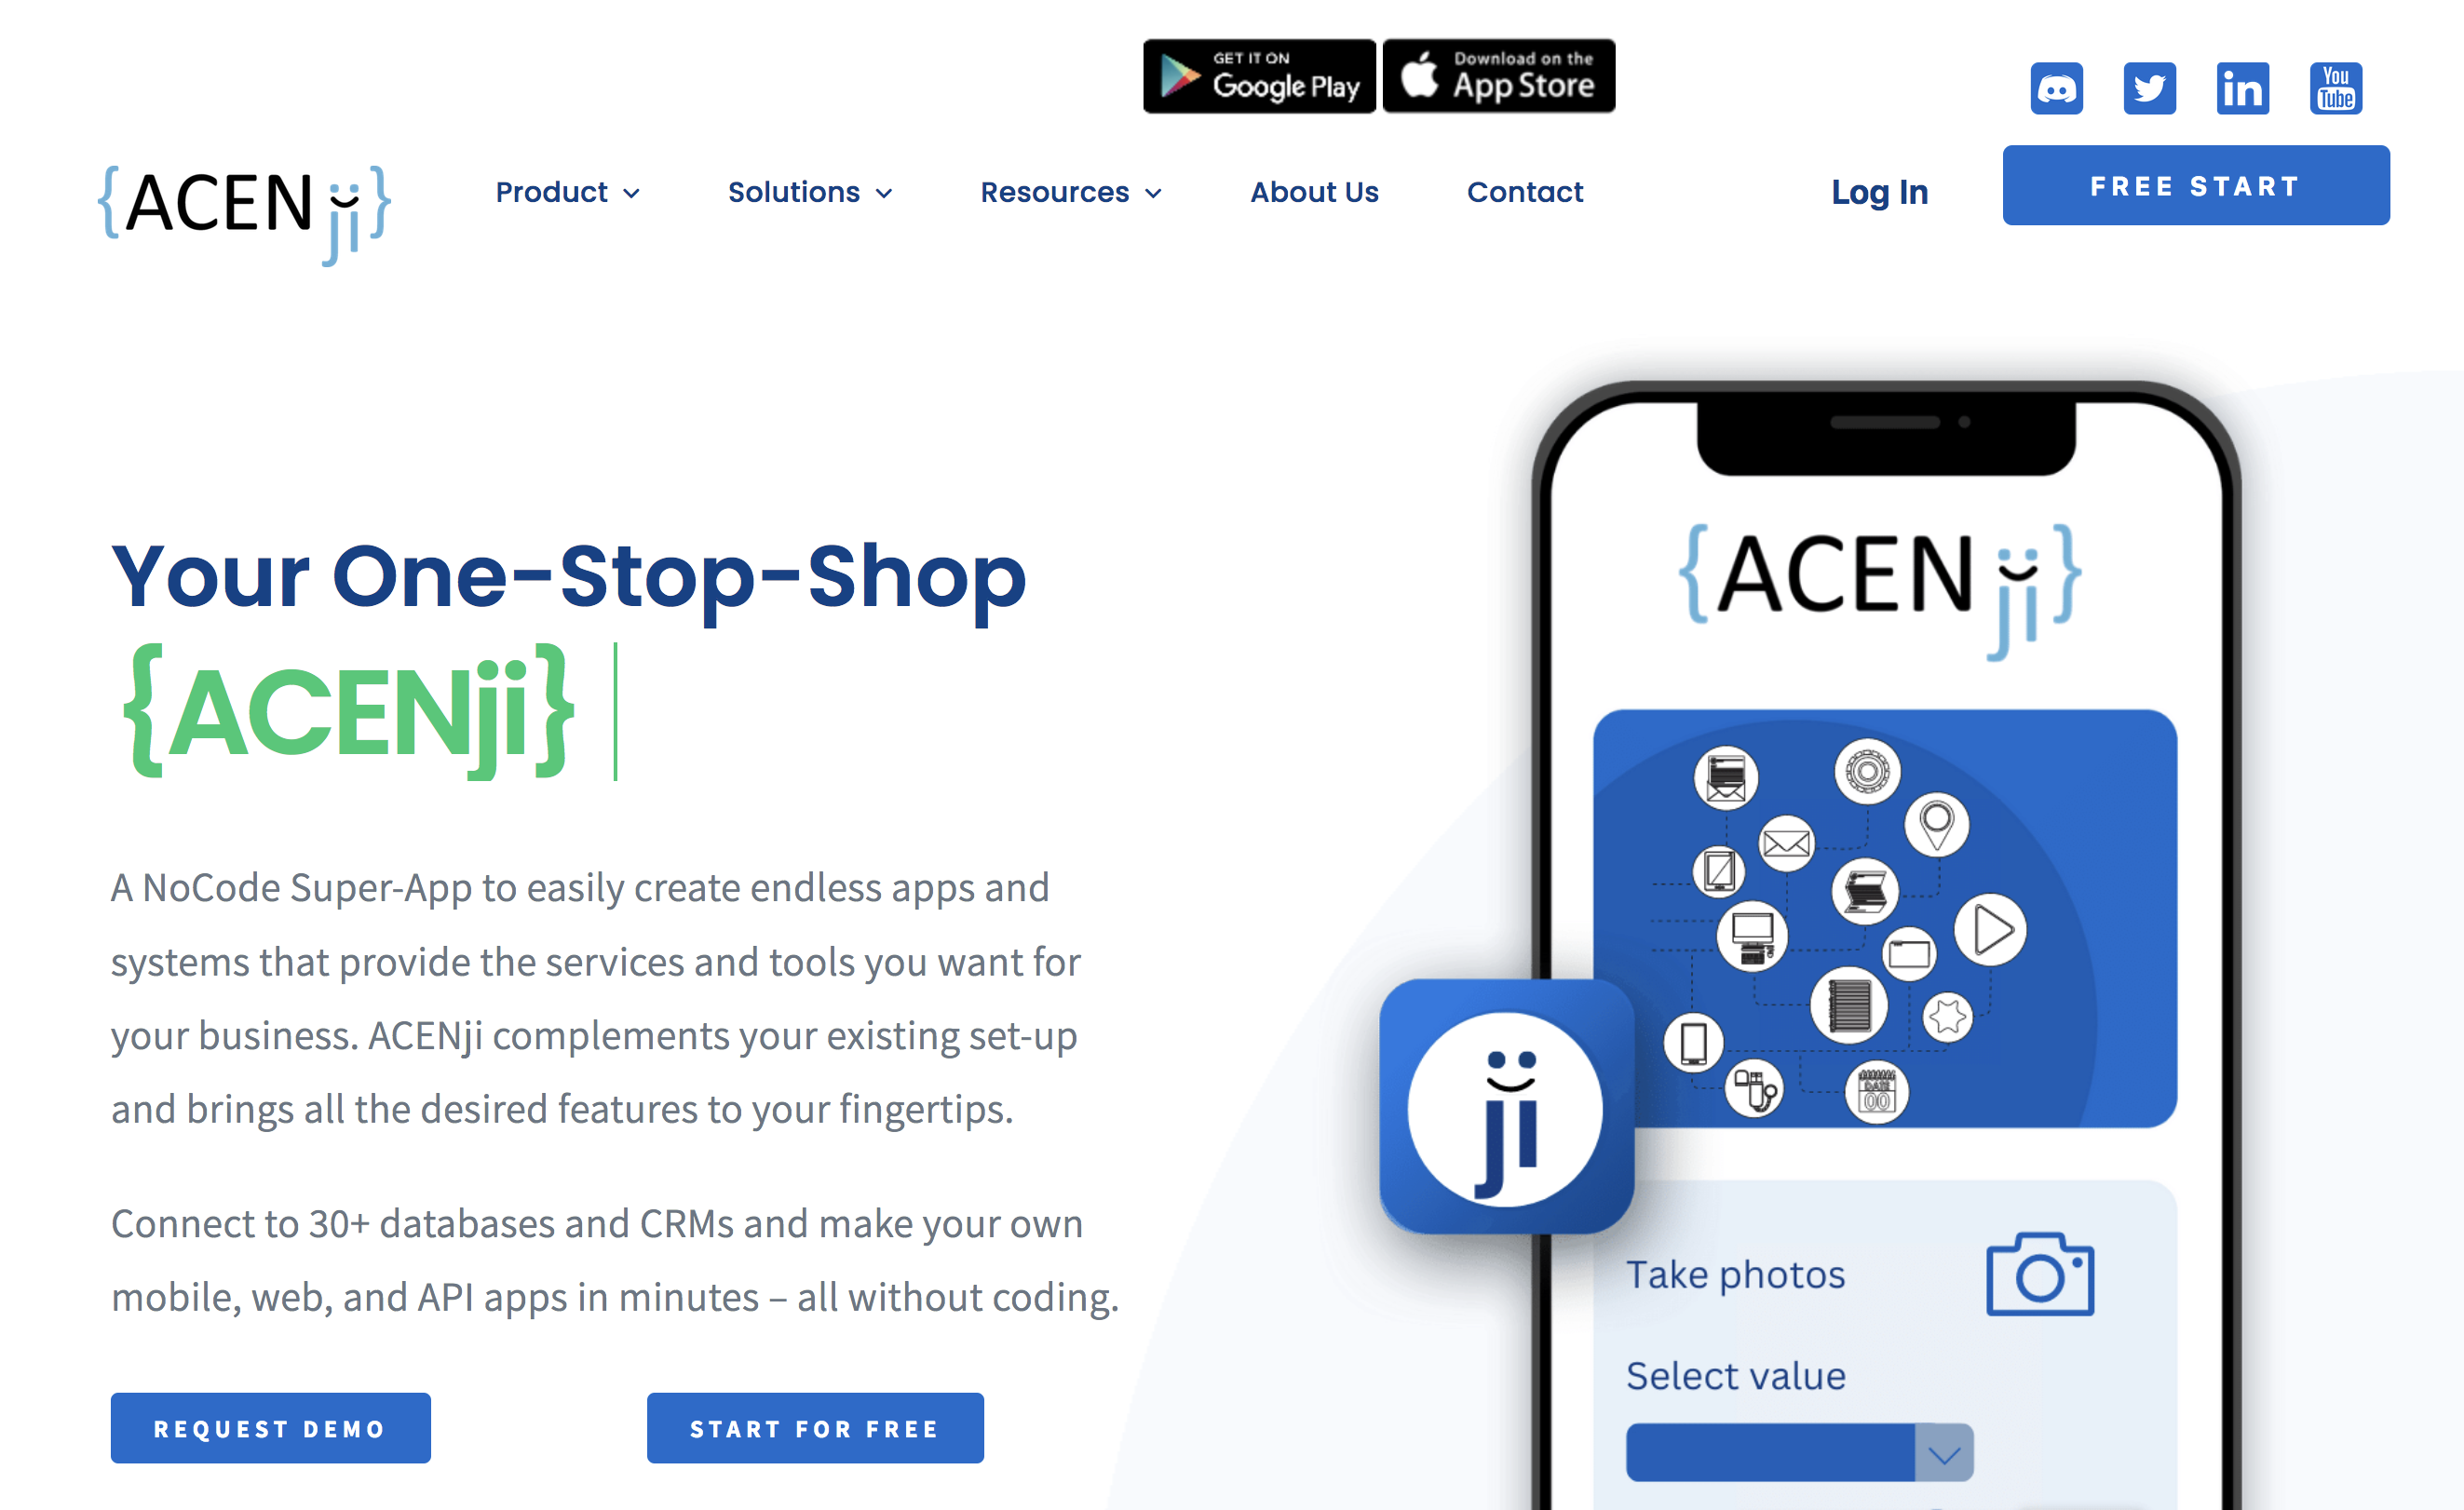 GET IT ON
Google Play
Download on the
App Store
You
Tube
in
{ACENji}
Product
Solutions
Resources
About Us
Contact
Log In
FREE START
Your One-Stop-Shop
{ACENji}
A NoCode Super-App to easily create endless apps and
systems that provide the services and tools you want for
your business. ACENji complements your existing set-up
and brings all the desired features to your fingertips.
Connect to 30+ databases and CRMs and make your own
mobile, web, and API apps in minutes – all without coding.
REQUEST DEMO
START FOR FREE
{ACENji}
DATE
00
ji
Take photos
Select value